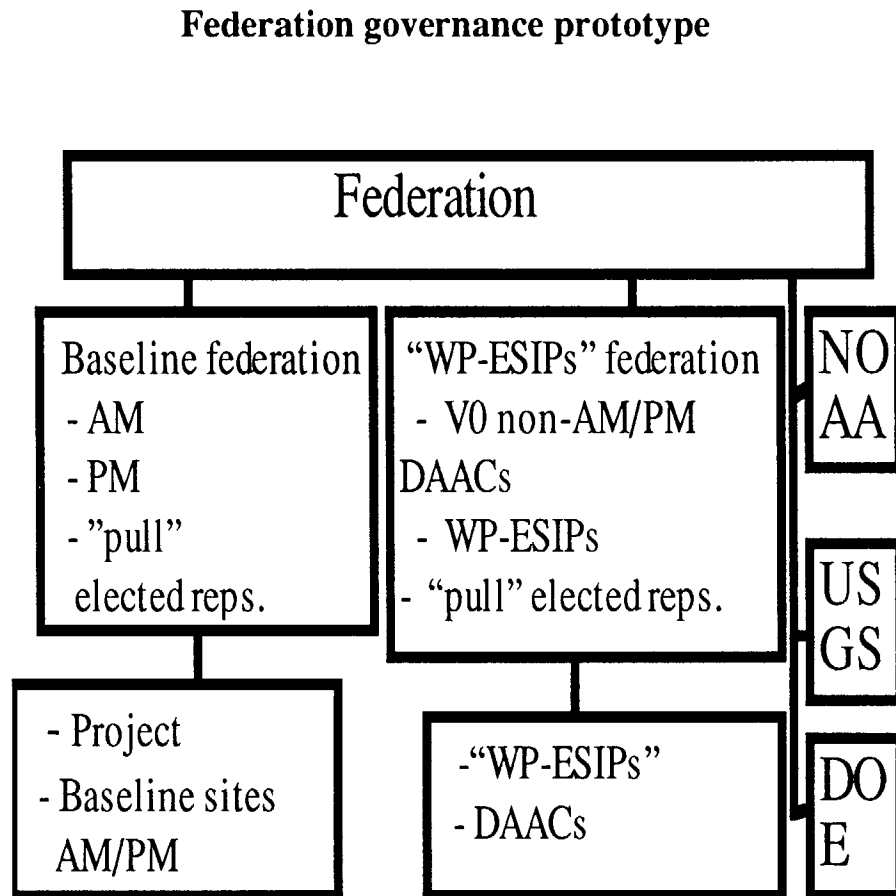 Federation governance prototype
Federation
Baseline federation
- AM
- PM
- ”pull”
elected reps.
“WP-ESIPs” federation
- V0 non-AM/PM
DAACs
- WP-ESIPs
- “pull” elected reps.
NO
AA
US
GS
DO
E
- Project
- Baseline sites
AM/PM
-“WP-ESIPs”
- DAACs